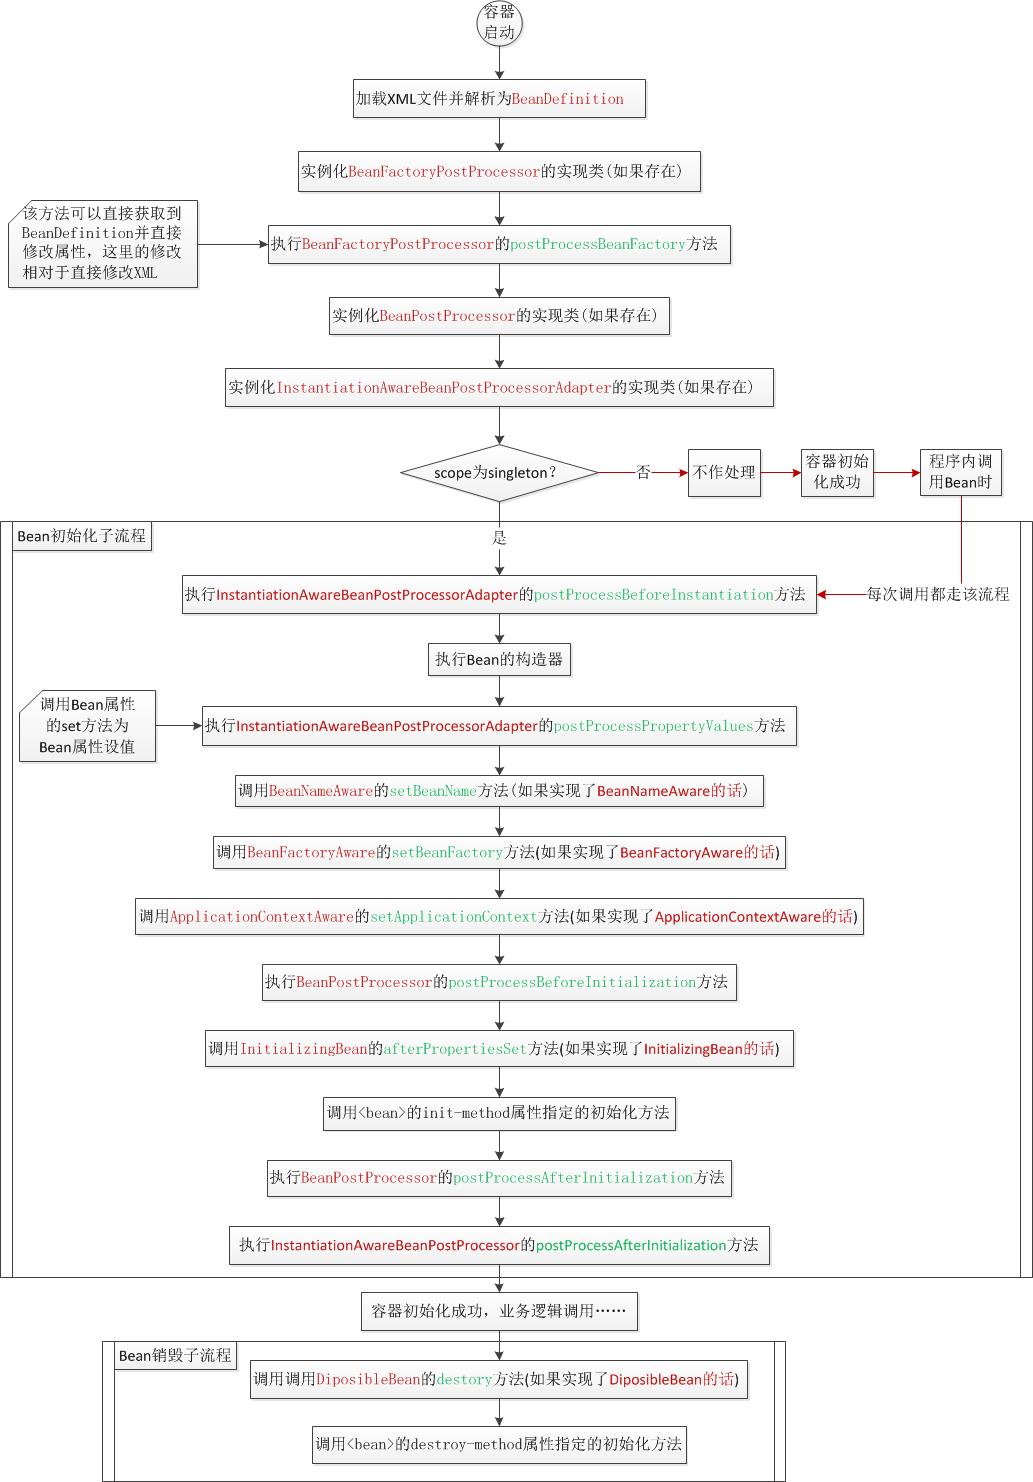 容器
启动
加载XML文件并解析为BeanDefinition
实例化BeanFactoryPostProcessor的实现类(如果存在)
该方法可以直接获取到
BeanDefinition并直接
修改属性，这里的修改
相对于直接修改XML
执行BeanFactoryPostProcessor的postProcessBeanFactory方法
实例化BeanPostProcessor的实现类(如果存在)
实例化InstantiationAwareBeanPostProcessorAdapter的实现类(如果存在)
scope为singleton？
否
不作处理
容器初始
化成功
程序内调
用Bean时
Bean初始化子流程
是
执行InstantiationAwareBeanPostProcessorAdapter的postProcessBeforeInstantiation方法
每次调用都走该流程
执行Bean的构造器
调用Bean属性
的set方法为
Bean属性设值
执行InstantiationAwareBeanPostProcessorAdapter的postProcessPropertyValues方法
调用BeanNameAware的setBeanName方法(如果实现了BeanNameAware的话)
调用BeanFactoryAware的setBeanFactory方法(如果实现了BeanFactoryAware的话)
调用ApplicationContextAware的setApplicationContext方法(如果实现了ApplicationContextAware的话)
执行BeanPostProcessor的postProcessBeforeInitialization方法
调用InitializingBean的afterPropertiesSet方法(如果实现了InitializingBean的话)
调用<bean>的init-method属性指定的初始化方法
执行BeanPostProcessor的postProcessAfterInitialization方法
执行InstantiationAwareBeanPostProcessor的postProcessAfterInitialization方法
容器初始化成功，业务逻辑调用……
Bean销毁子流程
调用调用DiposibleBean的destory方法(如果实现了DiposibleBean的话)
调用<bean>的destroy-method属性指定的初始化方法